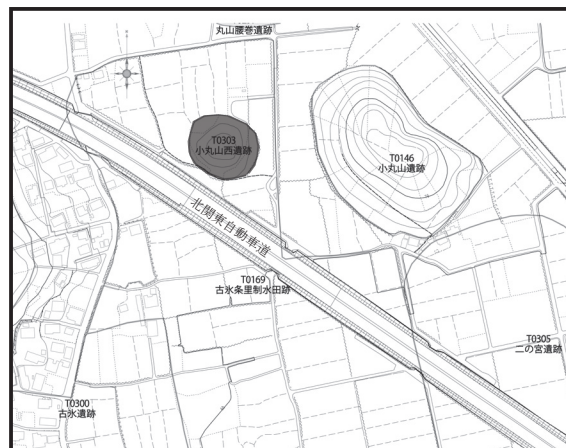 丸山腰巻遺跡
T0303
小丸山西遺跡
T0146
小丸山遺跡
北関東自動車道
T0169
古氷条里制水田跡
T0305
二の宮遺跡
T0300
古氷遺跡